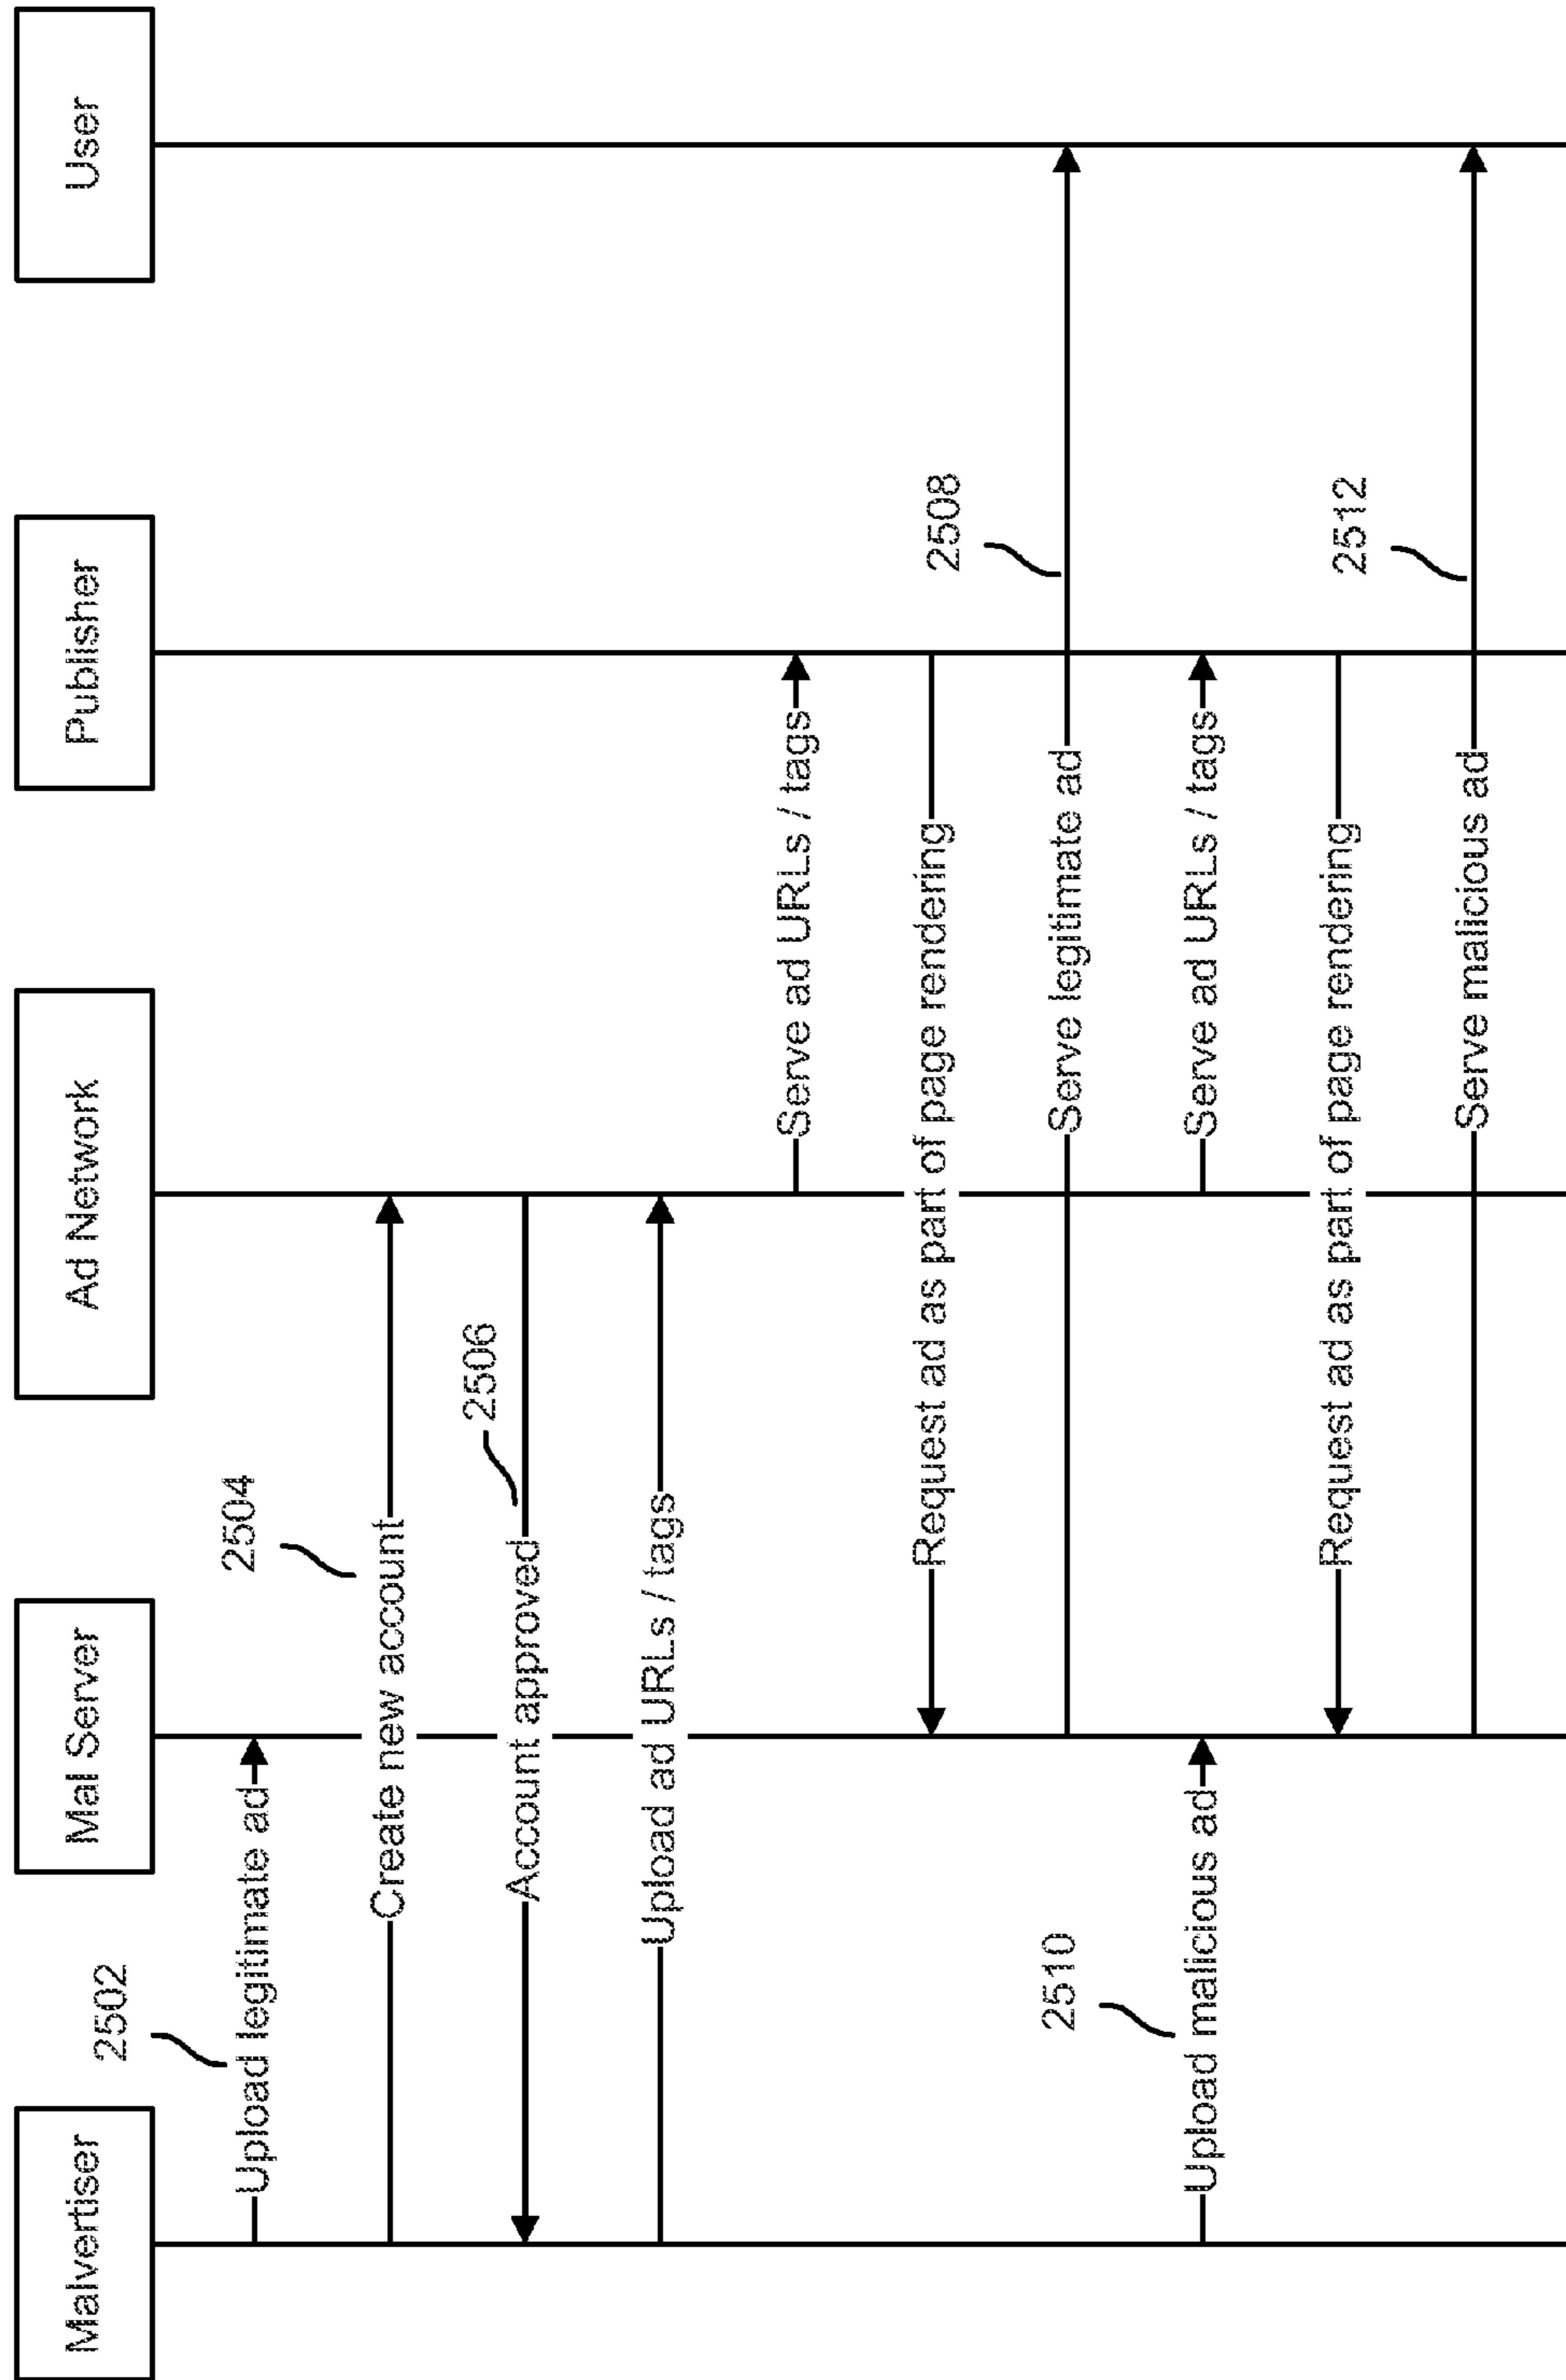 Malvertiser
Mal Server
Ad Network
Publisher
User
2502
Upload legitimate ad
2504
Create new account
2506
Account approved
Upload ad URLs / tags
Serve ad URLs / tags
Request ad as part of page rendering
2508
Serve legitimate ad
2510
Upload malicious ad
Serve ad URLs / tags
Request ad as part of page rendering
2512
Serve malicious ad